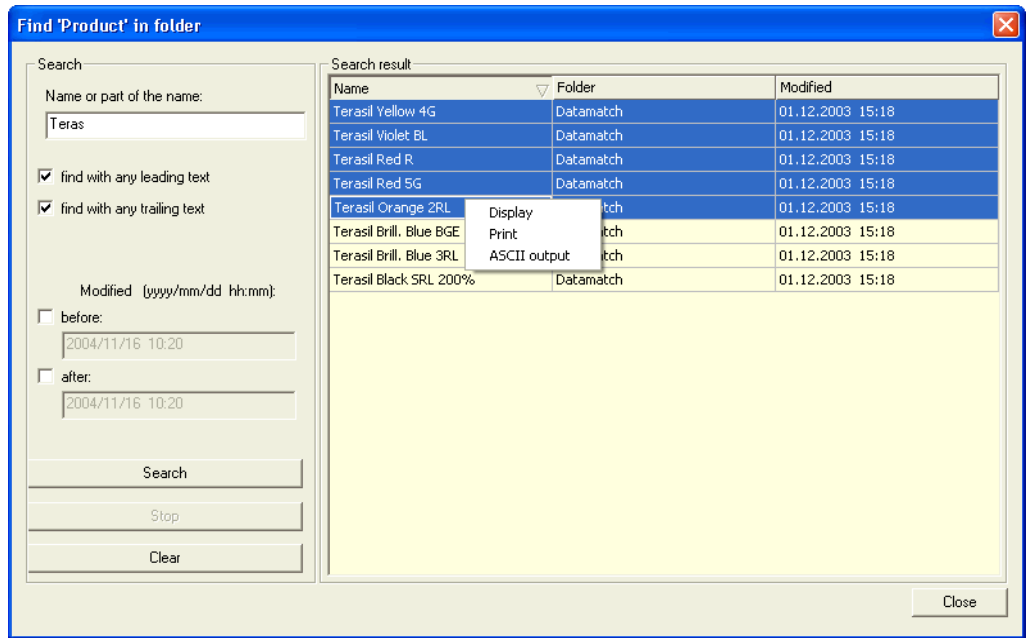 Find 'Product' in folder
Search
Name or part of the name:
Teras
find with any leading text
find with any trailing text
Modified (yyyy/mm/dd hh:mm):
before:
2004/11/16 10:20
after:
2004/11/16 10:20
Search
Stop
Clear
Search result
Name Folder Modified
Terasil Yellow 4G Datamatch 01.12.2003 15:18
Terasil Violet BL Datamatch 01.12.2003 15:18
Terasil Red R Datamatch 01.12.2003 15:18
Terasil Red 5G Datamatch 01.12.2003 15:18
Terasil Orange 2RL tch 01.12.2003 15:18
Terasil Brill. Blue BGE tch 01.12.2003 15:18
Terasil Brill. Blue 3RL tch 01.12.2003 15:18
Terasil Black SRL 200% Datamatch 01.12.2003 15:18
Display
Print
ASCII output
Close